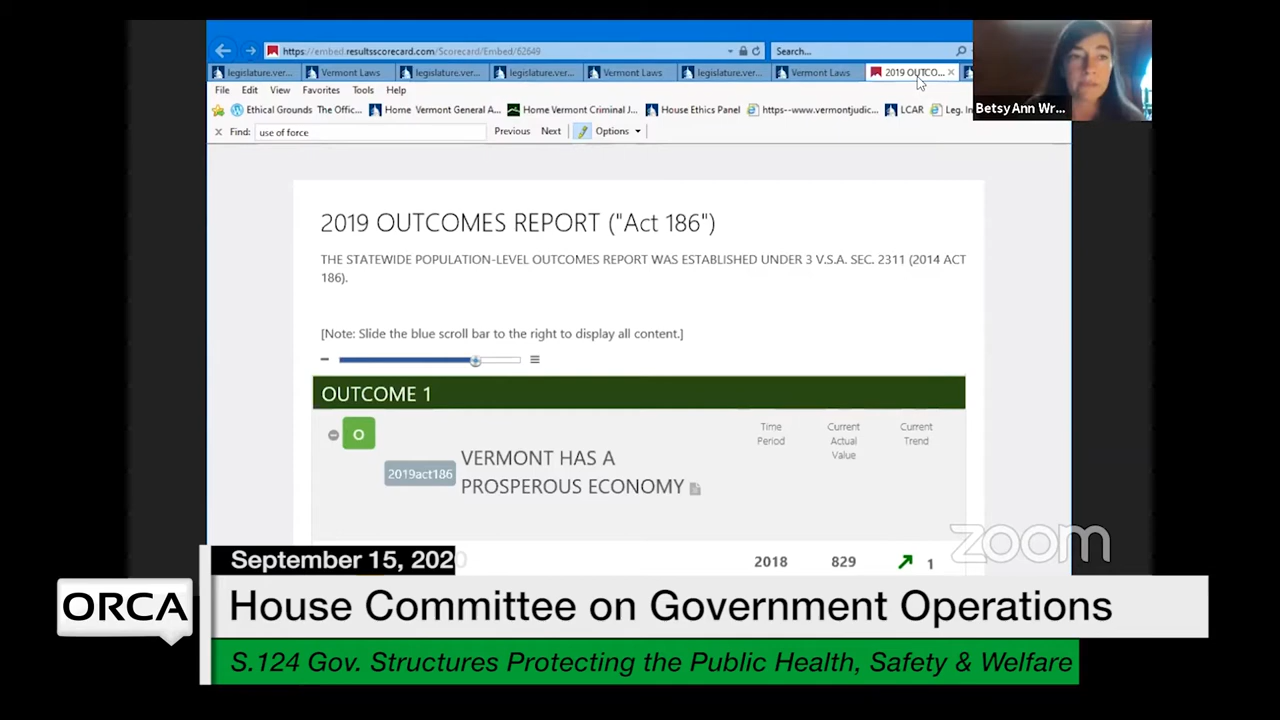 https://embed.resultsscorecard.com/Scorecard/Embed/62649
Search...
legislature.ver...
Vermont Laws
legislature.ver...
legislature.ver...
Vermont Laws
legislature.ver...
Vermont Laws
2019 OUTCO...
File Edit View Favorites Tools Help
Ethical Grounds The Offic...
Home Vermont General A...
Home Vermont Criminal J...
House Ethics Panel
https--www.vermontjudic...
LCAR
Leg. In
Betsy Ann Wr...
Find: use of force Previous Next Options
2019 OUTCOMES REPORT ("Act 186")
THE STATEWIDE POPULATION-LEVEL OUTCOMES REPORT WAS ESTABLISHED UNDER 3 V.S.A. SEC. 2311 (2014 ACT
186).
[Note: Slide the blue scroll bar to the right to display all content.]
OUTCOME 1
O
Time
Period
Current
Actual
Value
Current
Trend
2019act186
VERMONT HAS A
PROSPEROUS ECONOMY
2018 829 1
zoom
September 15, 2020
ORCA
House Committee on Government Operations
S.124 Gov. Structures Protecting the Public Health, Safety & Welfare